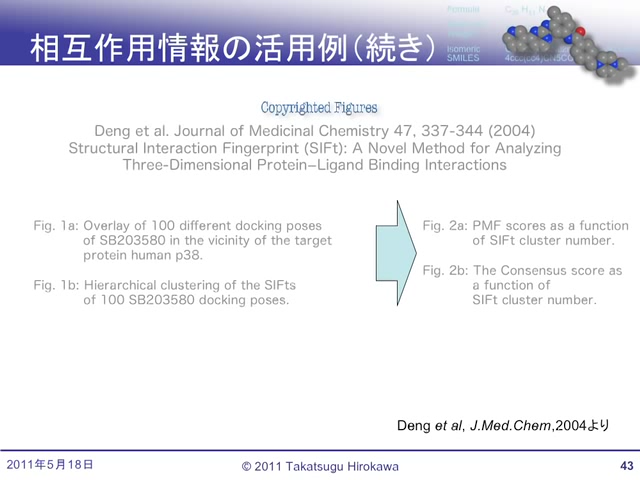 Formula C H N
相互作用情報の活用例(続き)
Isomeric
SMILES
Copyrighted Figures
Deng et al. Journal of Medicinal Chemistry 47, 337-344 (2004)
Structural Interaction Fingerprint (SIFt): A Novel Method for Analyzing
Three-Dimensional Protein−Ligand Binding Interactions
Fig. 1a: Overlay of 100 different docking poses
of SB203580 in the vicinity of the target
protein human p38.
Fig. 1b: Hierarchical clustering of the SIFts
of 100 SB203580 docking poses.
Fig. 2a: PMF scores as a function
of SIFt cluster number.
Fig. 2b: The Consensus score as
a function of
SIFt cluster number.
Deng et al, J.Med.Chem,2004より
2011年5月18日
© 2011 Takatsugu Hirokawa
43